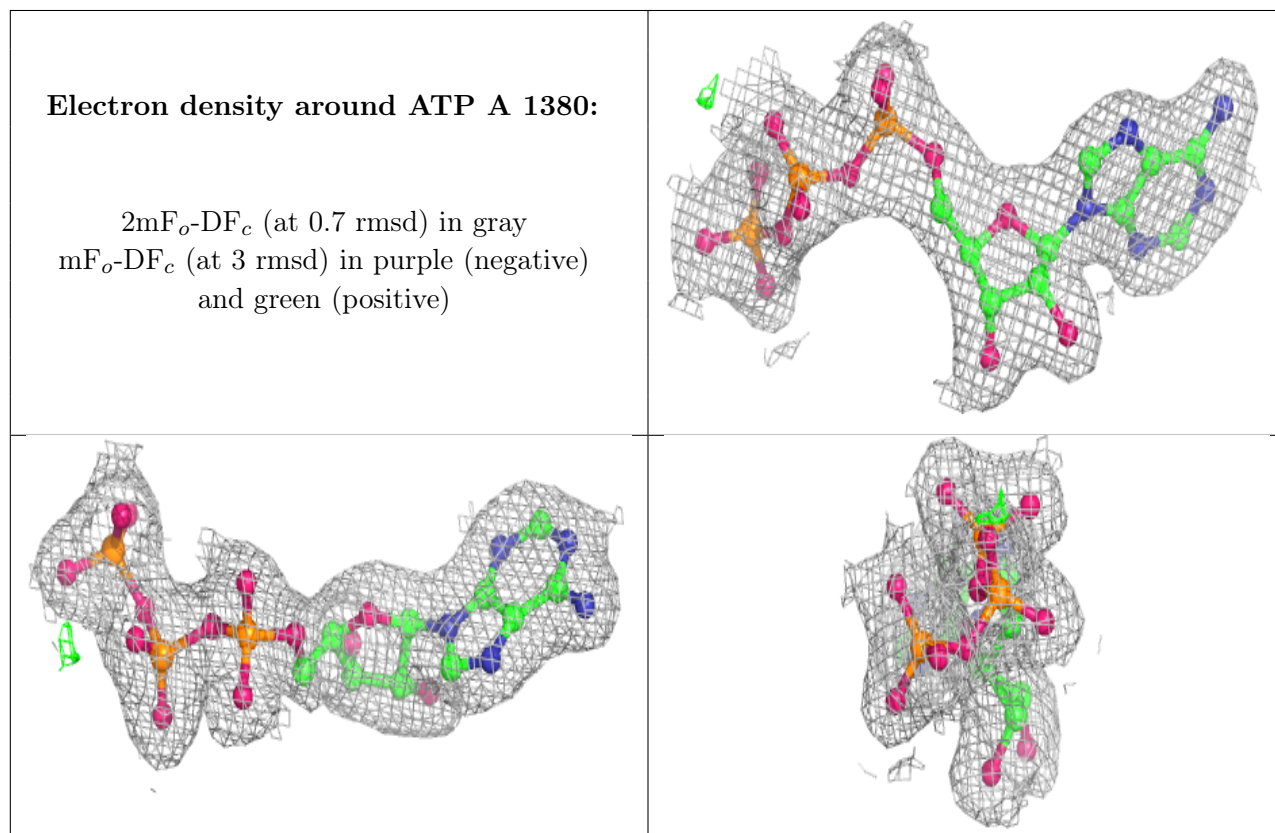 Electron density around ATP A 1380:
2mFo-DFc (at 0.7 rmsd) in gray
mFo-DFc (at 3 rmsd) in purple (negative)
and green (positive)